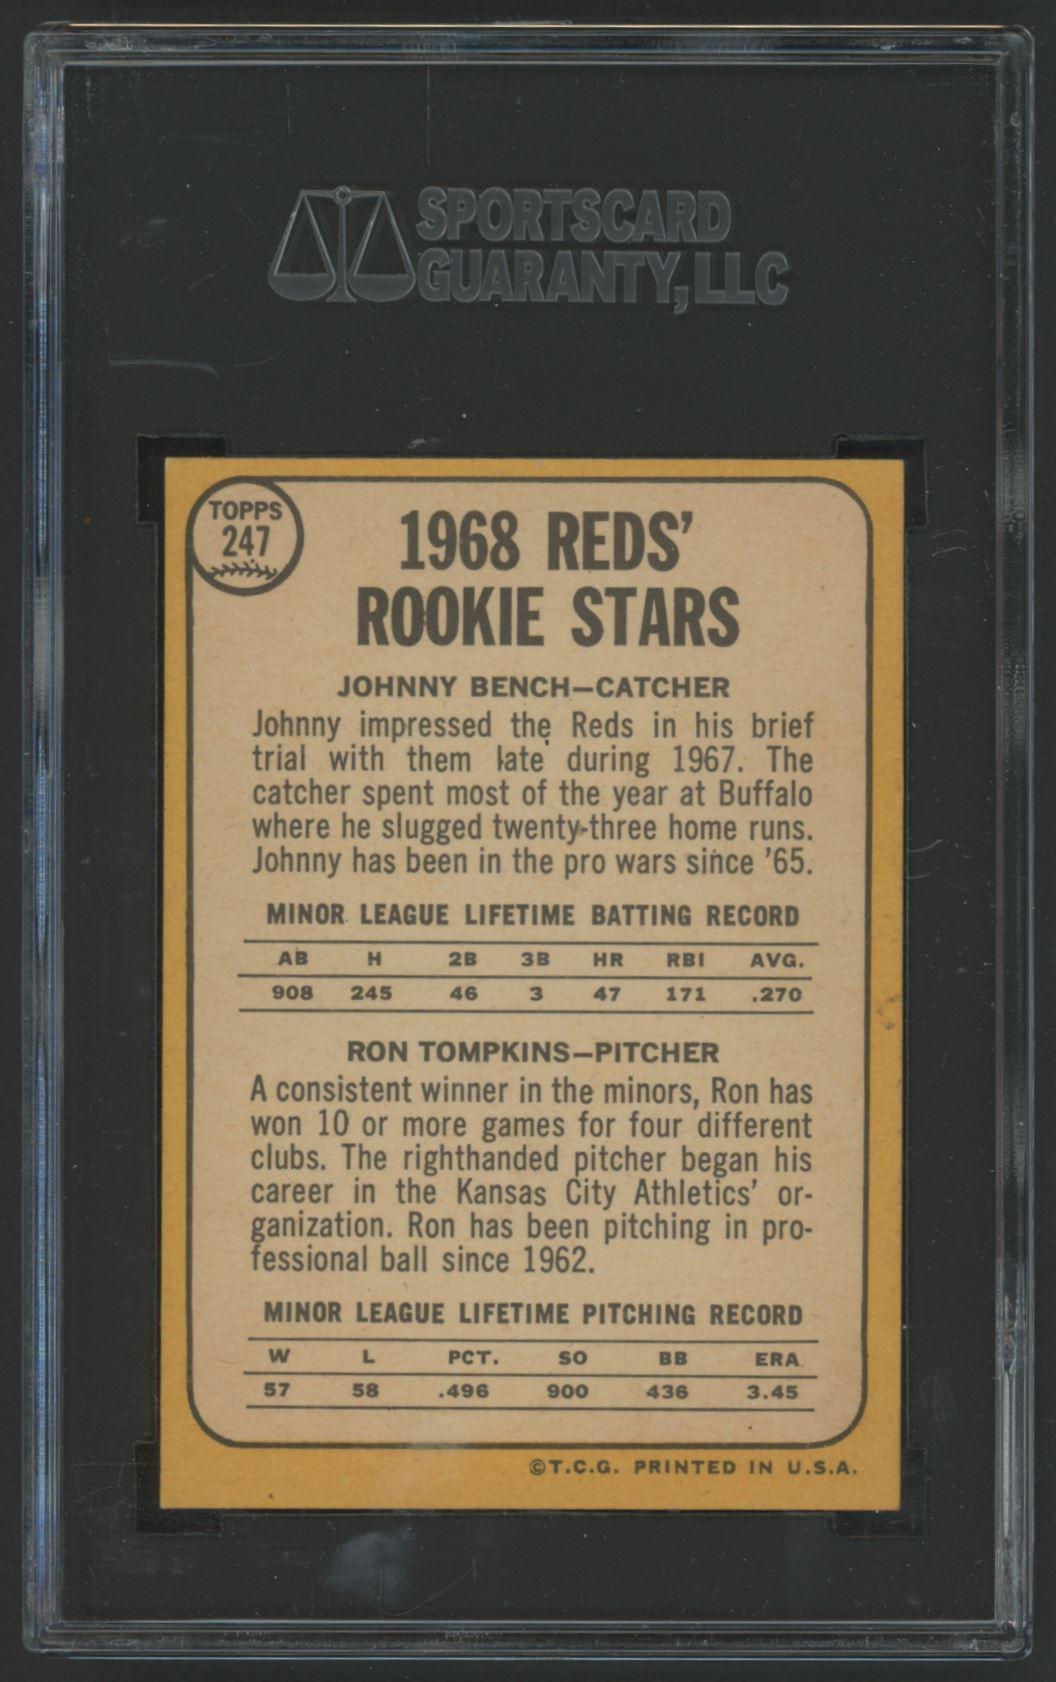 SPORTSCARD
GUARANTY, LLC
TOPPS
247
1968 REDS'
ROOKIE STARS
JOHNNY BENCH—CATCHER
Johnny impressed the Reds in his brief
trial with them late during 1967. The
catcher spent most of the year at Buffalo
where he slugged twenty-three home runs.
Johnny has been in the pro wars since '65.
MINOR LEAGUE LIFETIME BATTING RECORD
AB H 2B 3B HR RBI AVG.
908 245 46 3 47 171 .270
RON TOMPKINS—PITCHER
A consistent winner in the minors, Ron has
won 10 or more games for four different
clubs. The righthanded pitcher began his
career in the Kansas City Athletics' or-
ganization. Ron has been pitching in pro-
fessional ball since 1962.
MINOR LEAGUE LIFETIME PITCHING RECORD
W L PCT. SO BB ERA
57 58 .496 900 436 3.45
©T.C.G. PRINTED IN U.S.A.